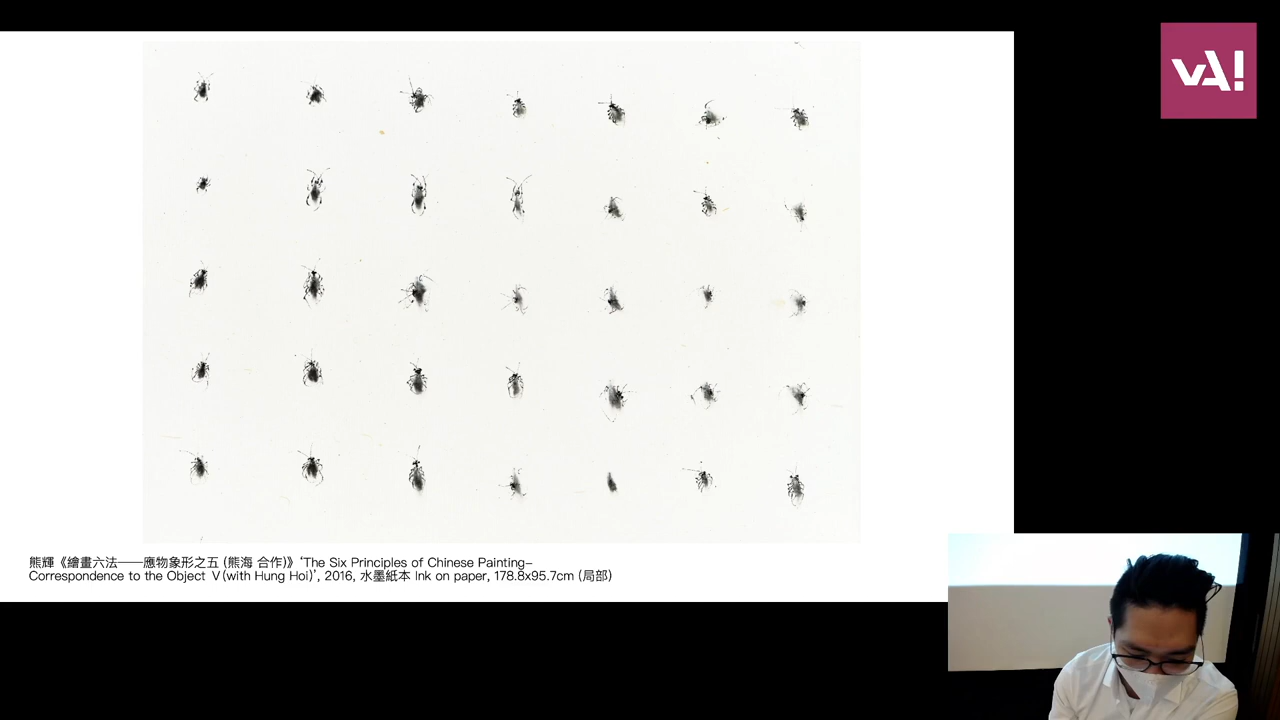 vA!
熊輝《繪畫六法——應物象形之五 (熊海 合作)》 ‘The Six Principles of Chinese Painting–
Correspondence to the Object V(with Hung Hoi)’, 2016, 水墨紙本 Ink on paper, 178.8x95.7cm (局部)